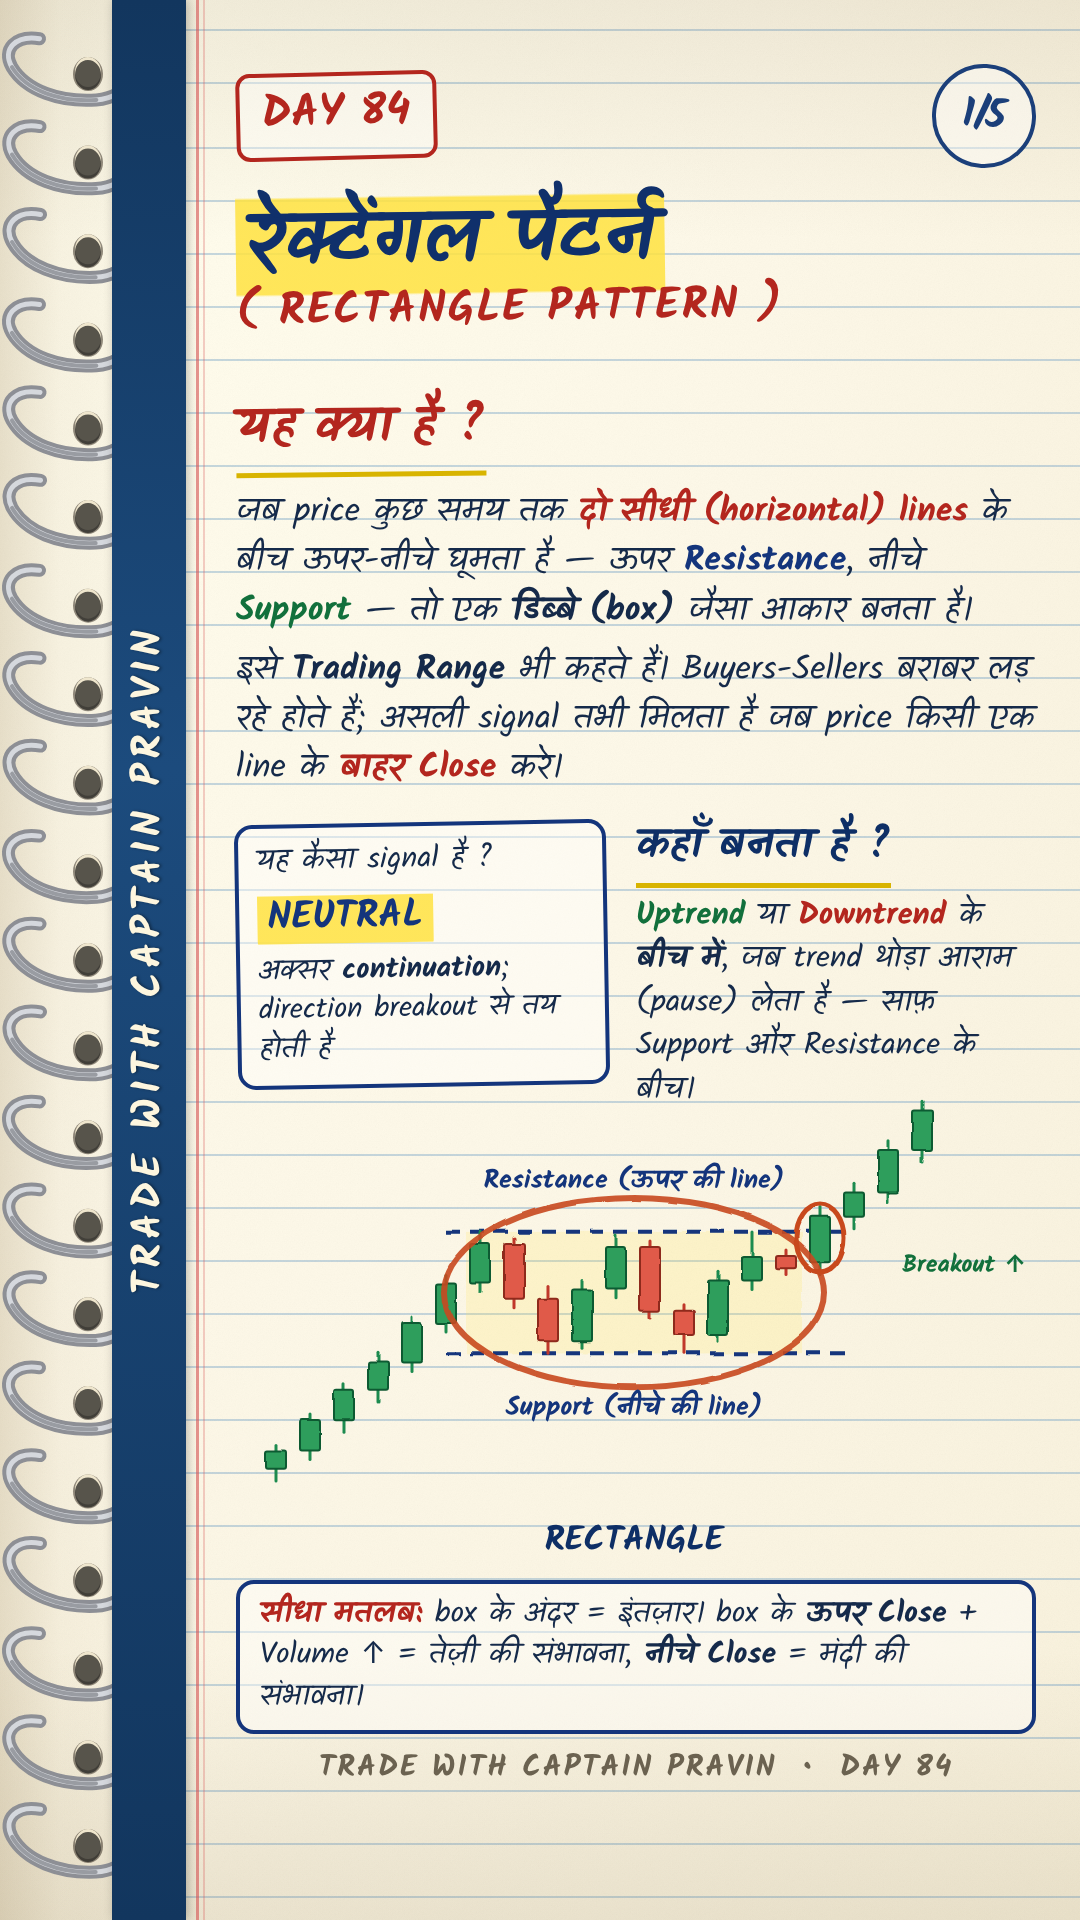 DAY 84
1/5
रेक्टेंगल पैटर्न
( RECTANGLE PATTERN )
यह क्या है ?
जब price कुछ समय तक दो सीधी (horizontal) lines के
बीच ऊपर-नीचे घूमता है — ऊपर Resistance, नीचे
Support — तो एक डिब्बे (box) जैसा आकार बनता है।
इसे Trading Range भी कहते हैं। Buyers-Sellers बराबर लड़
रहे होते हैं; असली signal तभी मिलता है जब price किसी एक
line के बाहर Close करे।
यह कैसा signal है ?
NEUTRAL
अक्सर continuation;
direction breakout से तय
होती है
कहाँ बनता है ?
Uptrend या Downtrend के
बीच में, जब trend थोड़ा आराम
(pause) लेता है — साफ़
Support और Resistance के
बीच।
Resistance (ऊपर की line)
Breakout ↑
Support (नीचे की line)
RECTANGLE
सीधा मतलब: box के अंदर = इंतज़ार। box के ऊपर Close +
Volume ↑ = तेज़ी की संभावना, नीचे Close = मंदी की
संभावना।
TRADE WITH CAPTAIN PRAVIN · DAY 84
TRADE WITH CAPTAIN PRAVIN